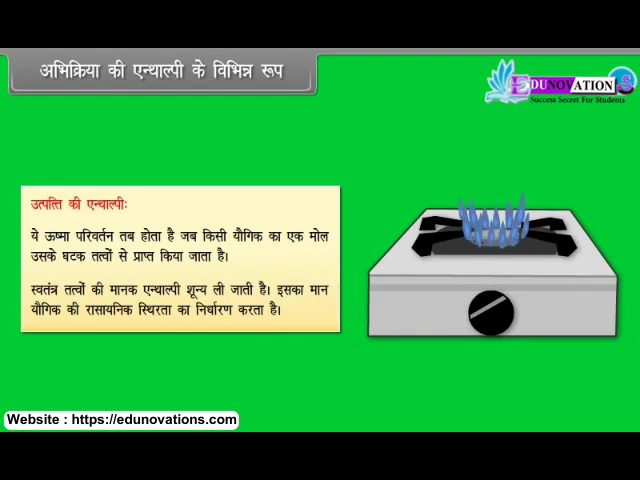 अभिक्रिया की एन्थाल्पी के विभिन्न रूप
EDUNOVATIONS
Success Secret For Students
उत्पत्ति की एन्थाल्पीः
ये ऊष्मा परिवर्तन तब होता है जब किसी यौगिक का एक मोल
उसके घटक तत्वों से प्राप्त किया जाता है।
स्वतंत्र तत्वों की मानक एन्थाल्पी शून्य ली जाती है। इसका मान
यौगिक की रासायनिक स्थिरता का निर्धारण करता है।
Website : https://edunovations.com